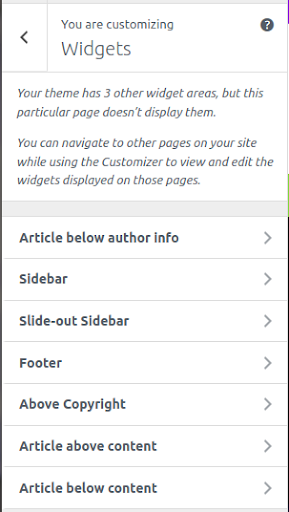 You are customizing
Widgets
Your theme has 3 other widget areas, but this
particular page doesn't display them.
You can navigate to other pages on your site
while using the Customizer to view and edit the
widgets displayed on those pages.
Article below author info
Sidebar
Slide-out Sidebar
Footer
Above Copyright
Article above content
Article below content